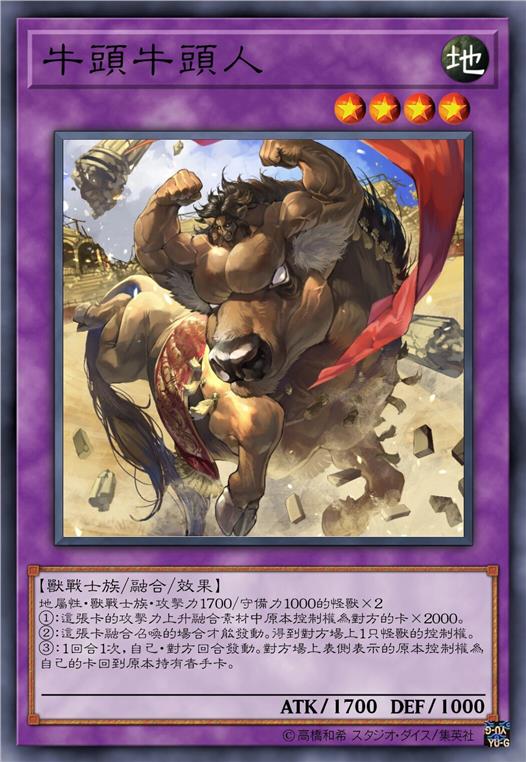 牛頭牛頭人
地
【獸戰士族/融合/效果】
地屬性·獸戰士族·攻擊力1700/守備力1000的怪獸×2
①:這張卡的攻擊力上升融合素材中原本控制權為對方的卡×2000。
②:這張卡融合召喚的場合才能發動。得到對方場上1只怪獸的控制權。
③:1回合1次,自己·對方回合發動。對方場上表側表示的原本控制權為
自己的卡回到原本持有者手卡。
ATK/1700 DEF/1000
©高橋和希 スタジオ・ダイス/集英社